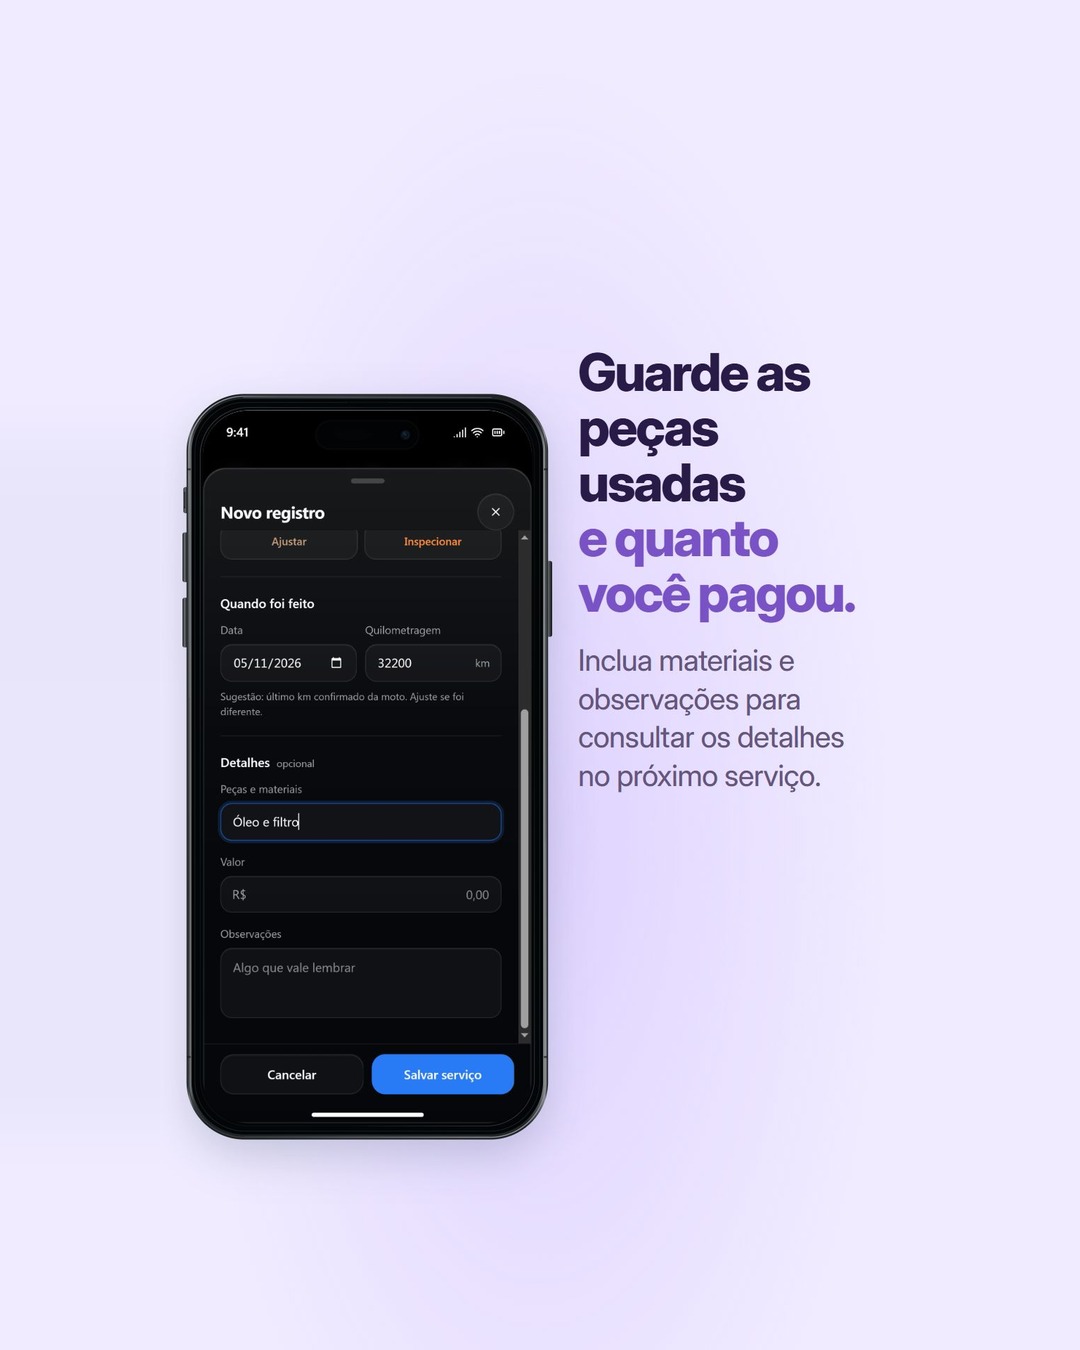 9:41
Novo registro
Ajustar
Inspecionar
Quando foi feito
Data
Quilometragem
05/11/2026
32200
km
Sugestão: último km confirmado da moto. Ajuste se foi
diferente.
Detalhes opcional
Peças e materiais
Óleo e filtro
Valor
R$
0,00
Observações
Algo que vale lembrar
Cancelar
Salvar serviço
Guarde as
peças
usadas
e quanto
você pagou.
Inclua materiais e
observações para
consultar os detalhes
no próximo serviço.